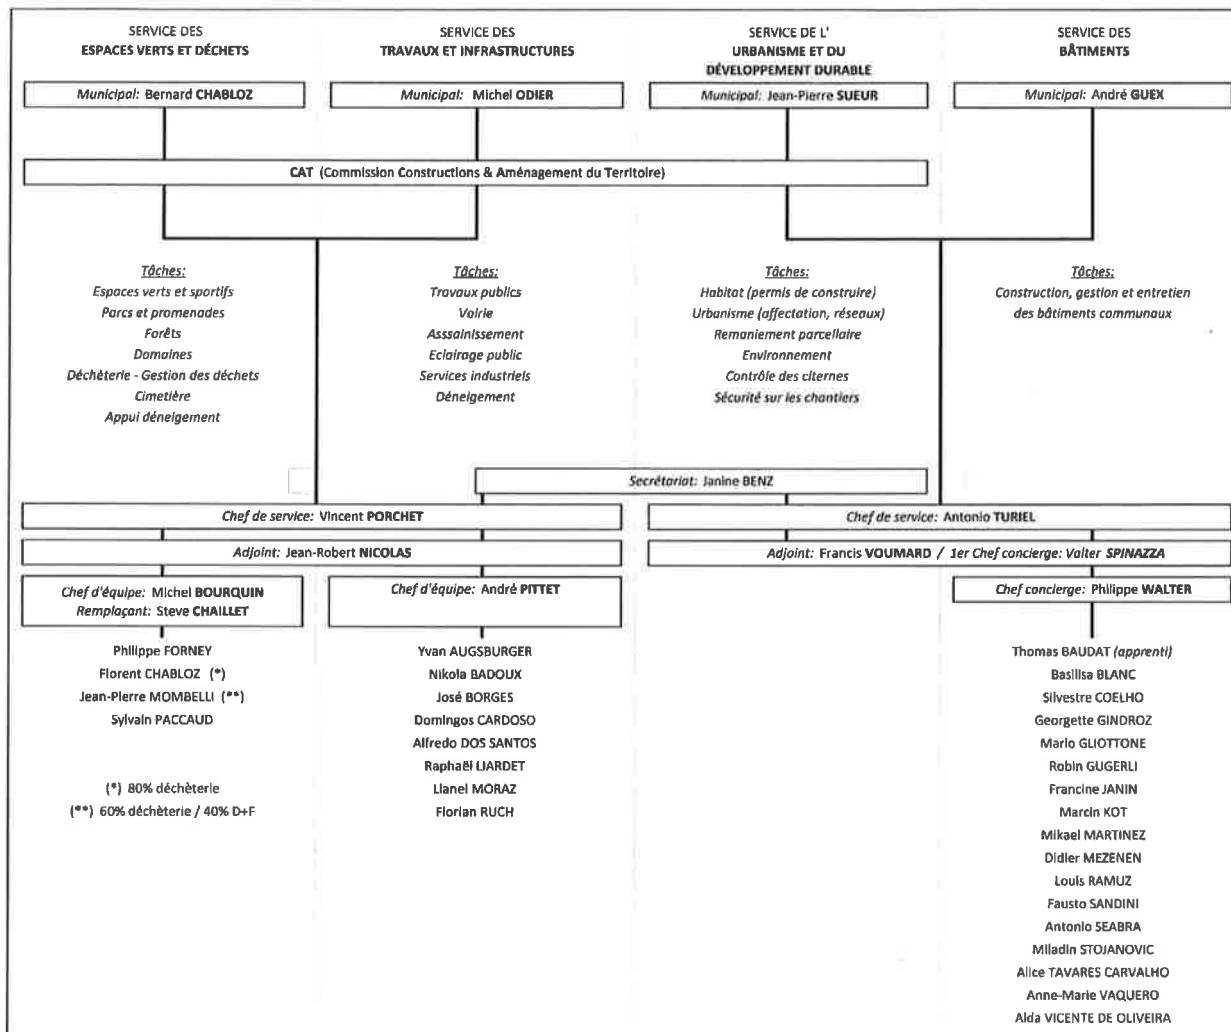 SERVICE DES
ESPACES VERTS ET DÉCHETS
Municipal: Bernard CHABLOZ
SERVICE DES
TRAVAUX ET INFRASTRUCTURES
Municipal: Michel ODIER
SERVICE DE L'
URBANISME ET DU
DÉVELOPPEMENT DURABLE
Municipal: Jean-Pierre SUEUR
SERVICE DES
BÂTIMENTS
Municipal: André GUEX
CAT (Commission Constructions & Aménagement du Territoire)
Tâches:
Espaces verts et sportifs
Parcs et promenades
Forêts
Domaines
Déchèterie - Gestion des déchets
Cimetière
Appui déneigement
Tâches:
Travaux publics
Voirie
Asssainissement
Eclairage public
Services industriels
Déneigement
Tâches:
Habitat (permis de construire)
Urbanisme (affectation, réseaux)
Remaniement parcellaire
Environnement
Contrôle des citernes
Sécurité sur les chantiers
Tâches:
Construction, gestion et entretien
des bâtiments communaux
Secrétariat: Janine BENZ
Chef de service: Vincent PORCHET
Adjoint: Jean-Robert NICOLAS
Chef de service: Antonio TURIEL
Adjoint: Francis VOUMARD / 1er Chef concierge: Valter SPINAZZA
Chef d'équipe: Michel BOURQUIN
Remplaçant: Steve CHAILLET
Philippe FORNEY
Florent CHABLOZ (*)
Jean-Pierre MOMBELLI (**)
Sylvain PACCAUD
(*) 80% déchèterie
(**) 60% déchèterie / 40% D+F
Chef d'équipe: André PITTET
Yvan AUGSBURGER
Nikola BADOUX
José BORGES
Domingos CARDOSO
Alfredo DOS SANTOS
Raphaël LIARDET
Lianel MORAZ
Florian RUCH
Chef concierge: Philippe WALTER
Thomas BAUDAT (apprenti)
Basilisa BLANC
Silvestre COELHO
Georgette GINDROZ
Mario GLIOTTONE
Robin GUGERLI
Francine JANIN
Marcin KOT
Mikael MARTINEZ
Didier MEZENEN
Louis RAMUZ
Fausto SANDINI
Antonio SEABRA
Miladin STOJANOVIC
Alice TAVARES CARVALHO
Anne-Marie VAQUERO
Alda VICENTE DE OLIVEIRA